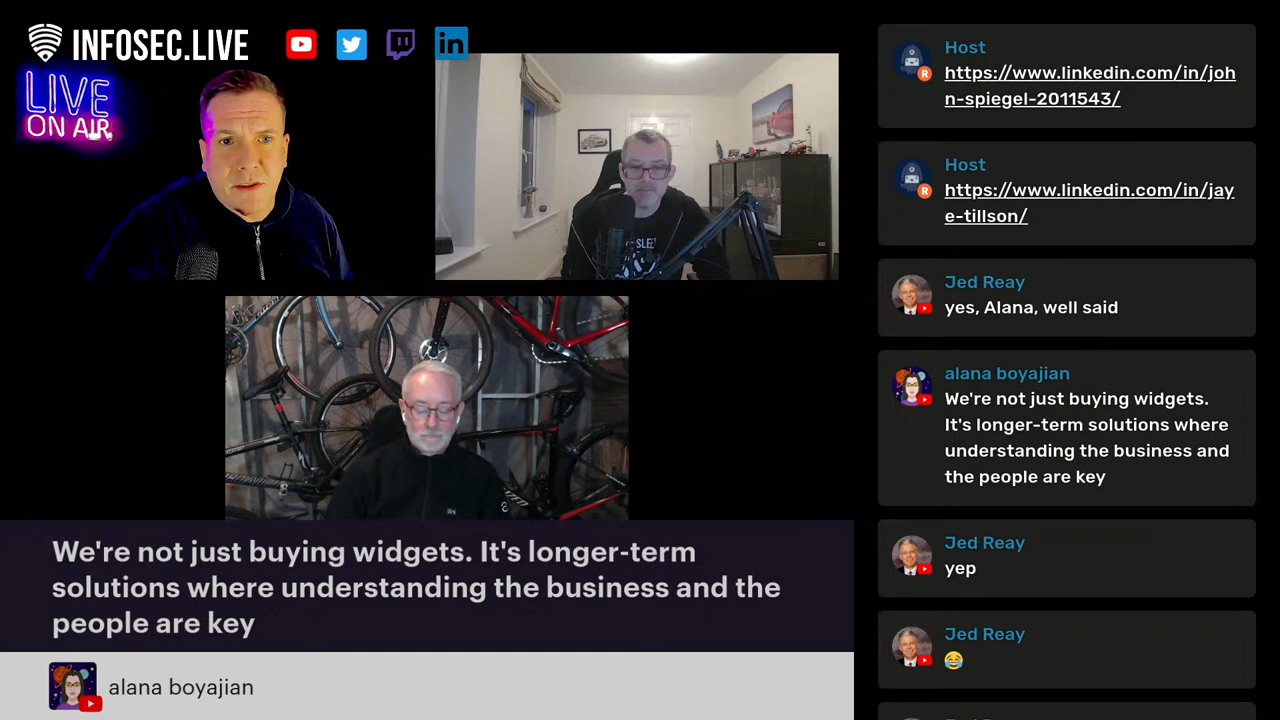 INFOSEC.LIVE
LIVE
ON AIR
We're not just buying widgets. It's longer-term
solutions where understanding the business and the
people are key
alana boyajian
Host
https://www.linkedin.com/in/joh
n-spiegel-2011543/
Host
https://www.linkedin.com/in/jay
e-tillson/
Jed Reay
yes, Alana, well said
alana boyajian
We're not just buying widgets.
It's longer-term solutions where
understanding the business and
the people are key
Jed Reay
yep
Jed Reay
😂